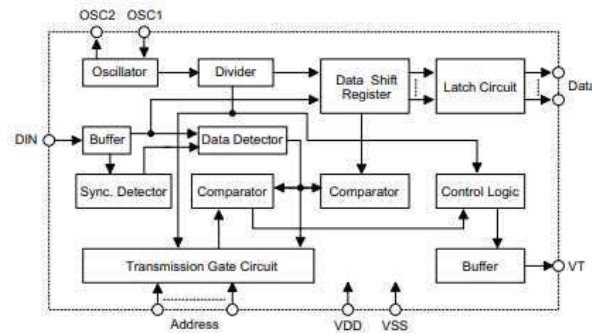 OSC2 OSC1
Oscillator
Divider
Data Shift
Register
Latch Circuit
Data
DIN
Buffer
Data Detector
Sync. Detector
Comparator
Comparator
Control Logic
Transmission Gate Circuit
Buffer
VT
Address
VDD
VSS